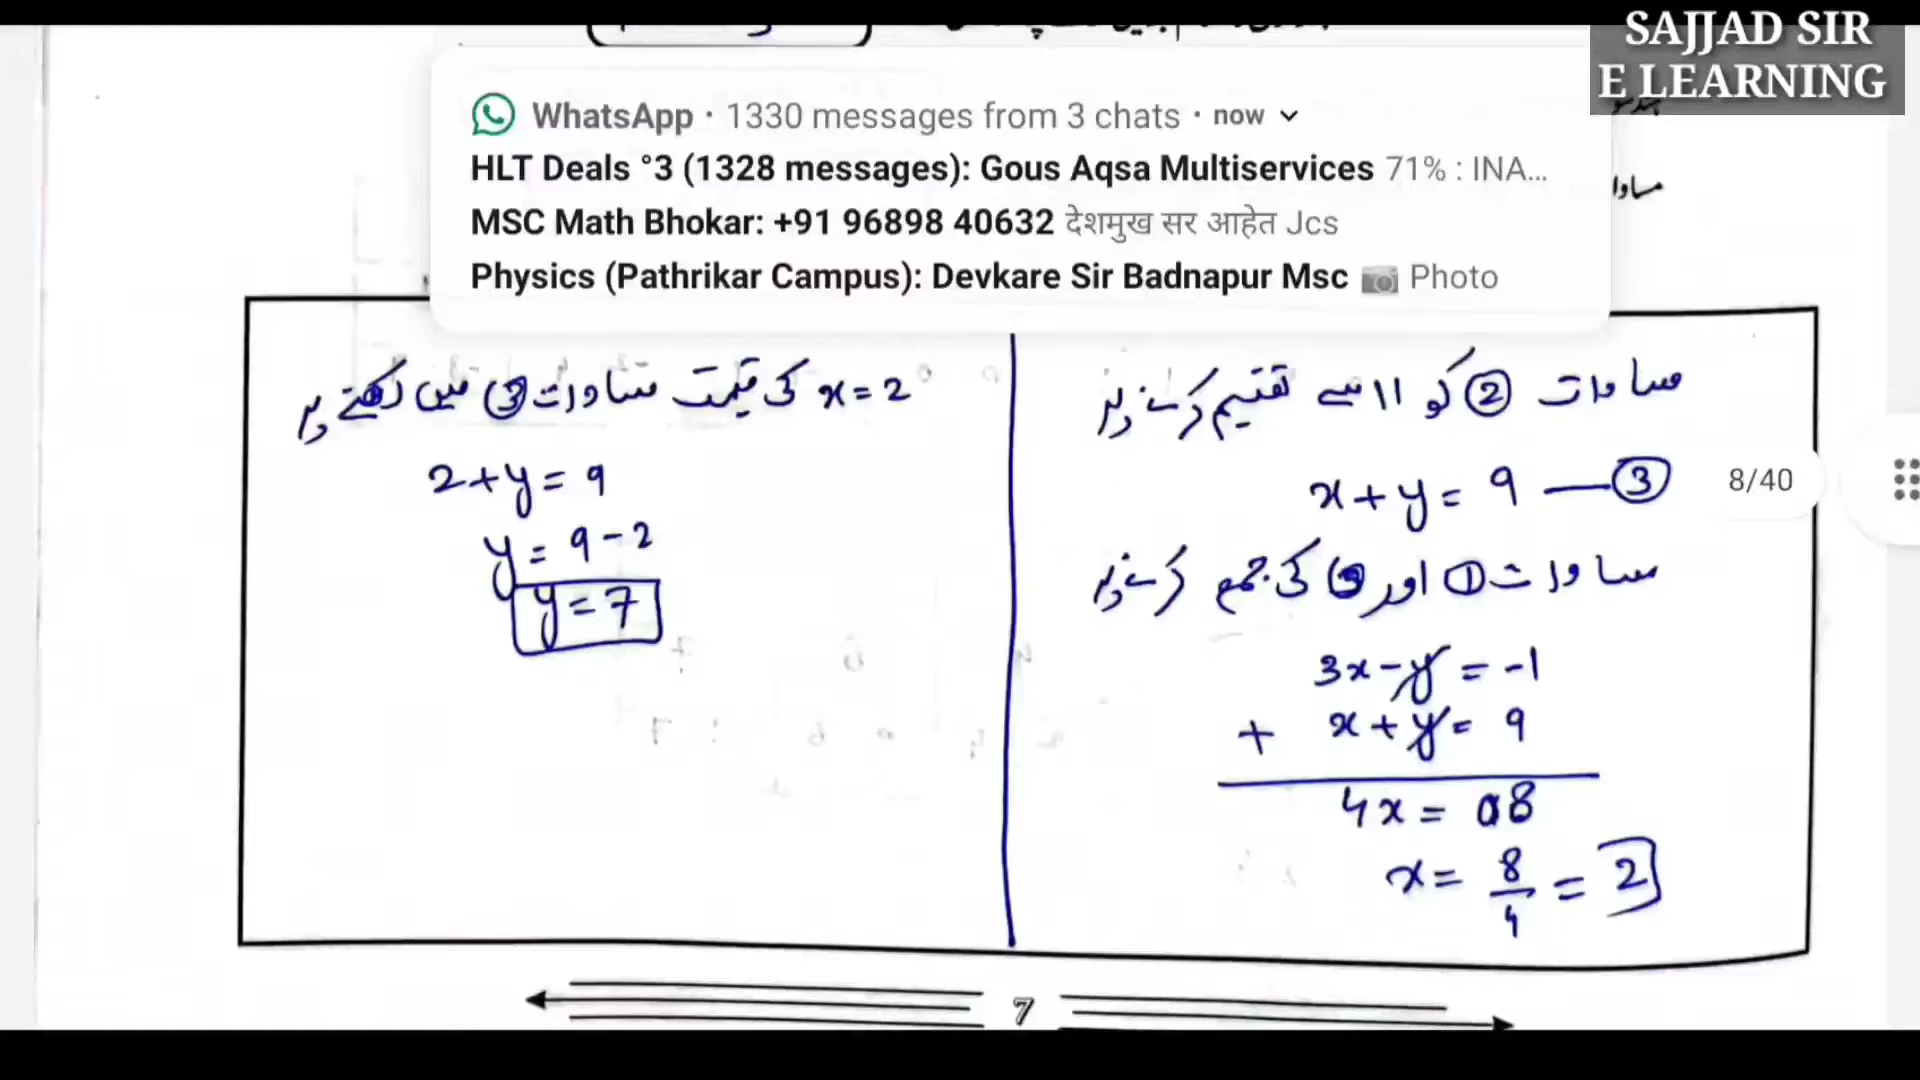 SAJJAD SIR
E LEARNING
WhatsApp · 1330 messages from 3 chats · now
HLT Deals °3 (1328 messages): Gous Aqsa Multiservices 71% : INA...
MSC Math Bhokar: +91 96898 40632 देशमुख सर आहेत Jcs
Physics (Pathrikar Campus): Devkare Sir Badnapur Msc 📷 Photo
مساوات ② کو 11 سے تقسیم کرنے پر
x + y = 9 — ③
مساوات ① اور ③ کی جمع کرنے پر
3x - y = -1
+ x + y = 9
4x = 08
x = 8/4 = 2
x = 2 کی قیمت مساوات ③ میں رکھنے پر
2 + y = 9
y = 9 - 2
y = 7
8/40
7